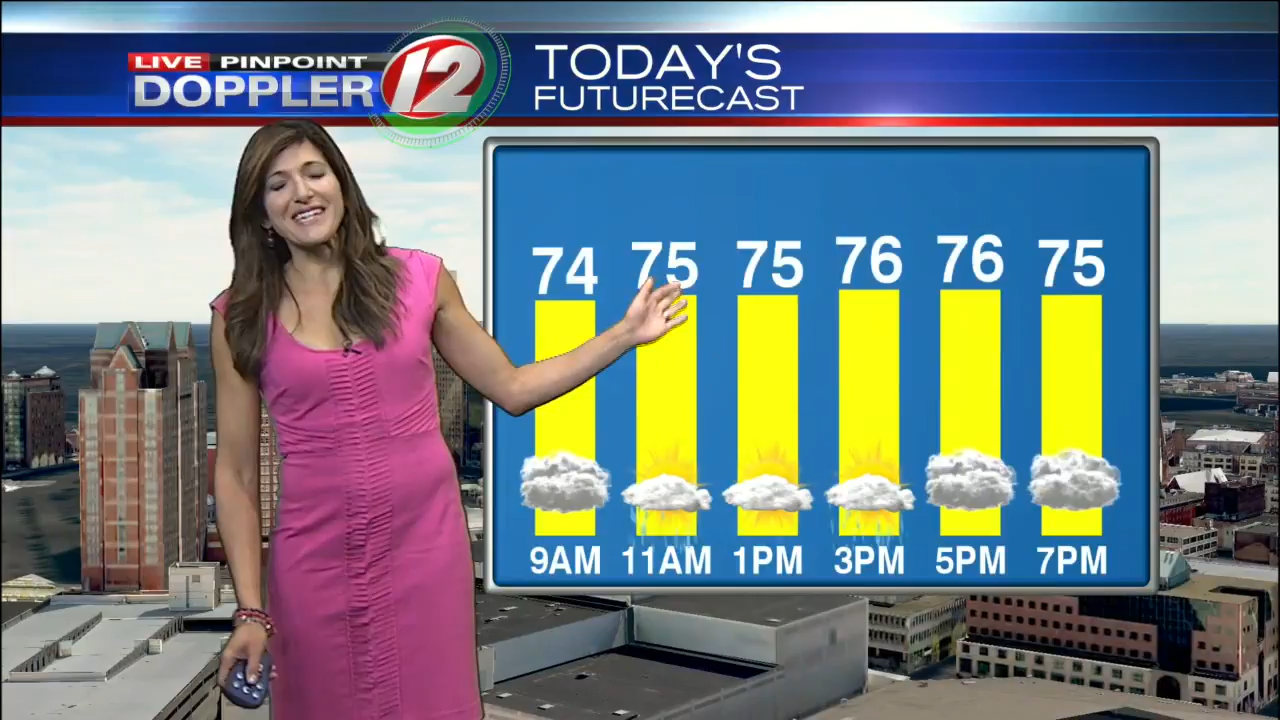 LIVE PINPOINT
DOPPLER 12
TODAY'S
FUTURECAST
74 75 75 76 76 75
9AM 11AM 1PM 3PM 5PM 7PM